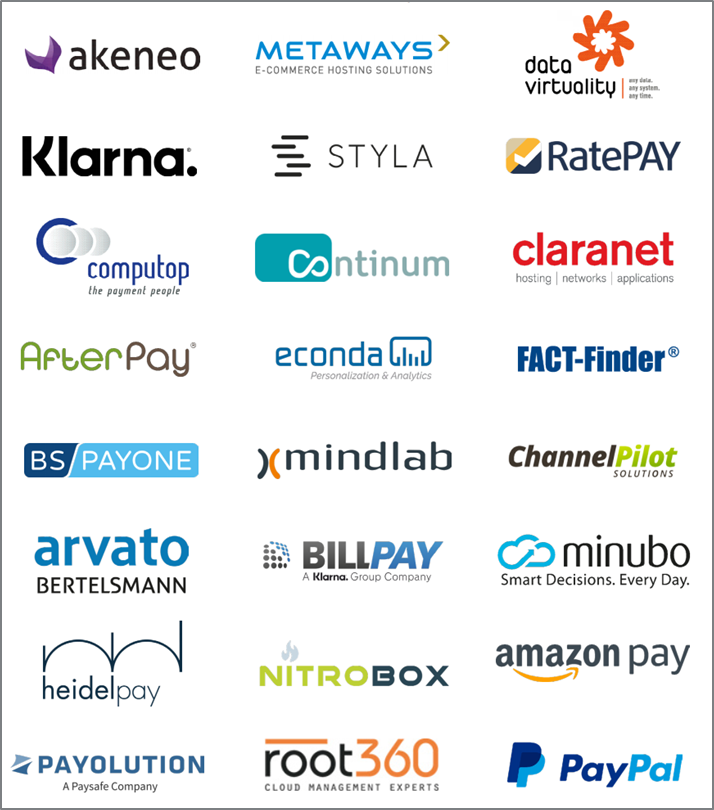 akeneo
METAWAYS
E-COMMERCE HOSTING SOLUTIONS
data
virtuality
any data.
any system.
any time.
Klarna.
STYLA
RatePAY
computop
the payment people
continum
claranet
hosting | networks | applications
AfterPay®
econda
Personalization & Analytics
FACT-Finder®
BS PAYONE
mindlab
ChannelPilot
SOLUTIONS
arvato
BERTELSMANN
BILLPAY
A Klarna. Group Company
minubo
Smart Decisions. Every Day.
heidelpay
NITROBOX
amazon pay
PAYOLUTION
A Paysafe Company
root360
CLOUD MANAGEMENT EXPERTS
PayPal